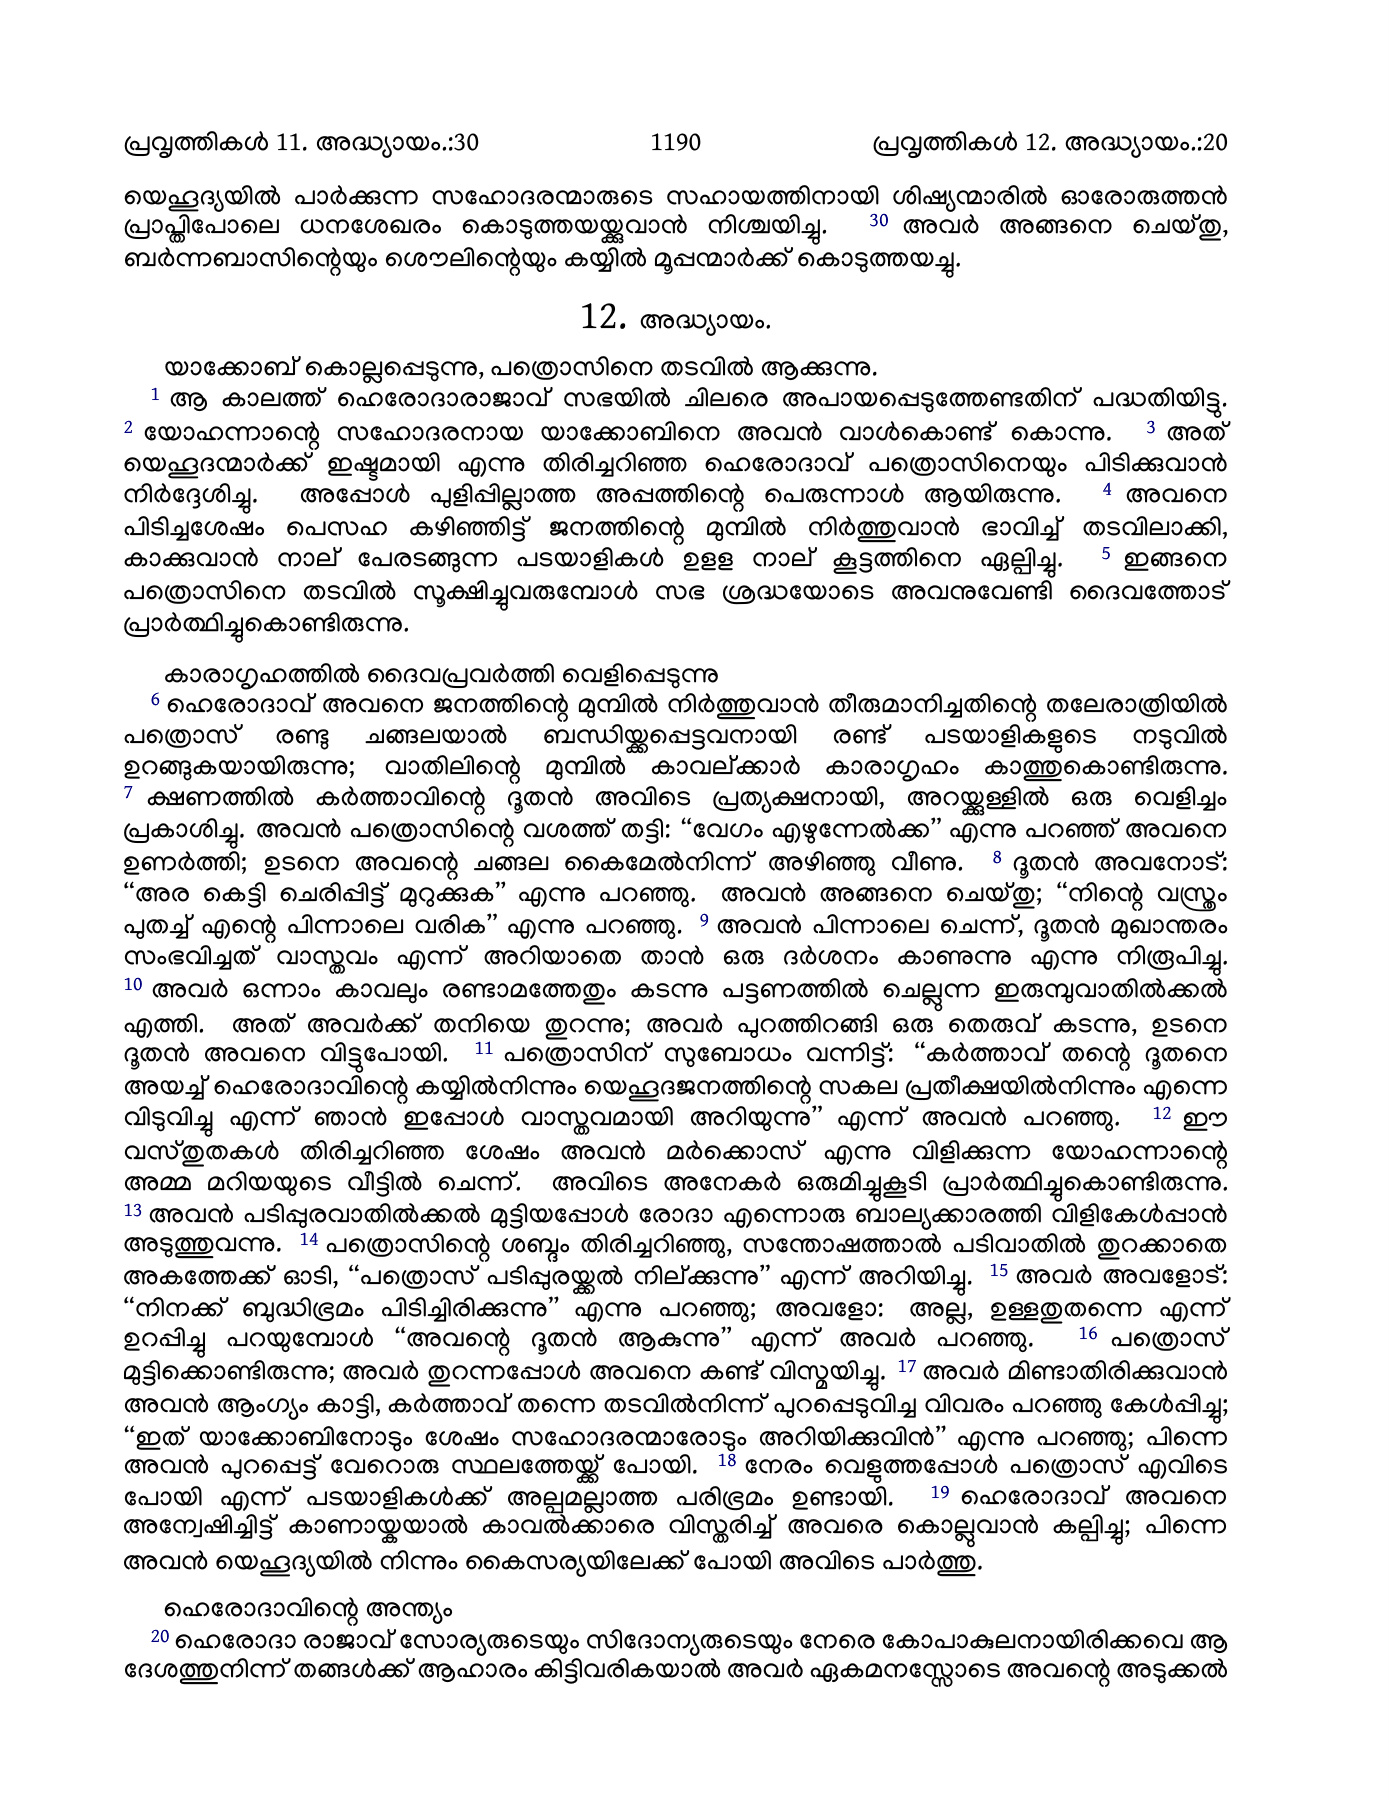 പ്രവൃത്തികൾ 11. അദ്ധ്യായം.:30 1190 പ്രവൃത്തികൾ 12. അദ്ധ്യായം.:20
യെഹൂദ്യയിൽ പാർക്കുന്ന സഹോദരന്മാരുടെ സഹായത്തിനായി ശിഷ്യന്മാരിൽ ഓരോരുത്തൻ
പ്രാപ്തിപോലെ ധനശേഖരം കൊടുത്തയയ്ക്കുവാൻ നിശ്ചയിച്ചു. 30 അവർ അങ്ങനെ ചെയ്തു,
ബർന്നബാസിന്റെയും ശൌലിന്റെയും കയ്യിൽ മൂപ്പന്മാർക്ക് കൊടുത്തയച്ചു.
12. അദ്ധ്യായം.
യാക്കോബ് കൊല്ലപ്പെടുന്നു, പത്രൊസിനെ തടവിൽ ആക്കുന്നു.
1 ആ കാലത്ത് ഹെരോദാരാജാവ് സഭയിൽ ചിലരെ അപായപ്പെടുത്തേണ്ടതിന് പദ്ധതിയിട്ടു.
2 യോഹന്നാന്റെ സഹോദരനായ യാക്കോബിനെ അവൻ വാൾകൊണ്ട് കൊന്നു. 3 അത്
യെഹൂദന്മാർക്ക് ഇഷ്ടമായി എന്നു തിരിച്ചറിഞ്ഞ ഹെരോദാവ് പത്രൊസിനെയും പിടിക്കുവാൻ
നിർദ്ദേശിച്ചു. അപ്പോൾ പുളിപ്പില്ലാത്ത അപ്പത്തിന്റെ പെരുന്നാൾ ആയിരുന്നു. 4 അവനെ
പിടിച്ചശേഷം പെസഹ കഴിഞ്ഞിട്ട് ജനത്തിന്റെ മുമ്പിൽ നിർത്തുവാൻ ഭാവിച്ച് തടവിലാക്കി,
കാക്കുവാൻ നാല് പേരടങ്ങുന്ന പടയാളികൾ ഉളള നാല് കൂട്ടത്തിനെ ഏല്പിച്ചു. 5 ഇങ്ങനെ
പത്രൊസിനെ തടവിൽ സൂക്ഷിച്ചുവരുമ്പോൾ സഭ ശ്രദ്ധയോടെ അവനുവേണ്ടി ദൈവത്തോട്
പ്രാർത്ഥിച്ചുകൊണ്ടിരുന്നു.
കാരാഗൃഹത്തിൽ ദൈവപ്രവർത്തി വെളിപ്പെടുന്നു
6 ഹെരോദാവ് അവനെ ജനത്തിന്റെ മുമ്പിൽ നിർത്തുവാൻ തീരുമാനിച്ചതിന്റെ തലേരാത്രിയിൽ
പത്രൊസ് രണ്ടു ചങ്ങലയാൽ ബന്ധിയ്ക്കപ്പെട്ടവനായി രണ്ട് പടയാളികളുടെ നടുവിൽ
ഉറങ്ങുകയായിരുന്നു; വാതിലിന്റെ മുമ്പിൽ കാവല്ക്കാർ കാരാഗൃഹം കാത്തുകൊണ്ടിരുന്നു.
7 ക്ഷണത്തിൽ കർത്താവിന്റെ ദൂതൻ അവിടെ പ്രത്യക്ഷനായി, അറയ്ക്കുള്ളിൽ ഒരു വെളിച്ചം
പ്രകാശിച്ചു. അവൻ പത്രൊസിന്റെ വശത്ത് തട്ടി: “വേഗം എഴുന്നേൽക്ക” എന്നു പറഞ്ഞ് അവനെ
ഉണർത്തി; ഉടനെ അവന്റെ ചങ്ങല കൈമേൽനിന്ന് അഴിഞ്ഞു വീണു. 8 ദൂതൻ അവനോട്:
“അര കെട്ടി ചെരിപ്പിട്ട് മുറുക്കുക” എന്നു പറഞ്ഞു. അവൻ അങ്ങനെ ചെയ്തു; “നിന്റെ വസ്ത്രം
പുതച്ച് എന്റെ പിന്നാലെ വരിക” എന്നു പറഞ്ഞു. 9 അവൻ പിന്നാലെ ചെന്ന്, ദൂതൻ മുഖാന്തരം
സംഭവിച്ചത് വാസ്തവം എന്ന് അറിയാതെ താൻ ഒരു ദർശനം കാണുന്നു എന്നു നിരൂപിച്ചു.
10 അവർ ഒന്നാം കാവലും രണ്ടാമത്തേതും കടന്നു പട്ടണത്തിൽ ചെല്ലുന്ന ഇരുമ്പുവാതിൽക്കൽ
എത്തി. അത് അവർക്ക് തനിയെ തുറന്നു; അവർ പുറത്തിറങ്ങി ഒരു തെരുവ് കടന്നു, ഉടനെ
ദൂതൻ അവനെ വിട്ടുപോയി. 11 പത്രൊസിന് സുബോധം വന്നിട്ട്: “കർത്താവ് തന്റെ ദൂതനെ
അയച്ച് ഹെരോദാവിന്റെ കയ്യിൽനിന്നും യെഹൂദജനത്തിന്റെ സകല പ്രതീക്ഷയിൽനിന്നും എന്നെ
വിടുവിച്ചു എന്ന് ഞാൻ ഇപ്പോൾ വാസ്തവമായി അറിയുന്നു” എന്ന് അവൻ പറഞ്ഞു. 12 ഈ
വസ്തുതകൾ തിരിച്ചറിഞ്ഞ ശേഷം അവൻ മർക്കൊസ് എന്നു വിളിക്കുന്ന യോഹന്നാന്റെ
അമ്മ മറിയയുടെ വീട്ടിൽ ചെന്ന്. അവിടെ അനേകർ ഒരുമിച്ചുകൂടി പ്രാർത്ഥിച്ചുകൊണ്ടിരുന്നു.
13 അവൻ പടിപ്പുരവാതിൽക്കൽ മുട്ടിയപ്പോൾ രോദാ എന്നൊരു ബാല്യക്കാരത്തി വിളികേൾപ്പാൻ
അടുത്തുവന്നു. 14 പത്രൊസിന്റെ ശബ്ദം തിരിച്ചറിഞ്ഞു, സന്തോഷത്താൽ പടിവാതിൽ തുറക്കാതെ
അകത്തേക്ക് ഓടി, “പത്രൊസ് പടിപ്പുരയ്ക്കൽ നില്ക്കുന്നു” എന്ന് അറിയിച്ചു. 15 അവർ അവളോട്:
“നിനക്ക് ബുദ്ധിഭ്രമം പിടിച്ചിരിക്കുന്നു” എന്നു പറഞ്ഞു; അവളോ: അല്ല, ഉള്ളതുതന്നെ എന്ന്
ഉറപ്പിച്ചു പറയുമ്പോൾ “അവന്റെ ദൂതൻ ആകുന്നു” എന്ന് അവർ പറഞ്ഞു. 16 പത്രൊസ്
മുട്ടിക്കൊണ്ടിരുന്നു; അവർ തുറന്നപ്പോൾ അവനെ കണ്ട് വിസ്മയിച്ചു. 17 അവർ മിണ്ടാതിരിക്കുവാൻ
അവൻ ആംഗ്യം കാട്ടി, കർത്താവ് തന്നെ തടവിൽനിന്ന് പുറപ്പെടുവിച്ച വിവരം പറഞ്ഞു കേൾപ്പിച്ചു;
“ഇത് യാക്കോബിനോടും ശേഷം സഹോദരന്മാരോടും അറിയിക്കുവിൻ” എന്നു പറഞ്ഞു; പിന്നെ
അവൻ പുറപ്പെട്ട് വേറൊരു സ്ഥലത്തേയ്ക്ക് പോയി. 18 നേരം വെളുത്തപ്പോൾ പത്രൊസ് എവിടെ
പോയി എന്ന് പടയാളികൾക്ക് അല്പമല്ലാത്ത പരിഭ്രമം ഉണ്ടായി. 19 ഹെരോദാവ് അവനെ
അന്വേഷിച്ചിട്ട് കാണായ്കയാൽ കാവൽക്കാരെ വിസ്തരിച്ച് അവരെ കൊല്ലുവാൻ കല്പിച്ചു; പിന്നെ
അവൻ യെഹൂദ്യയിൽ നിന്നും കൈസര്യയിലേക്ക് പോയി അവിടെ പാർത്തു.
ഹെരോദാവിന്റെ അന്ത്യം
20 ഹെരോദാ രാജാവ് സോര്യരുടെയും സിദോന്യരുടെയും നേരെ കോപാകുലനായിരിക്കവെ ആ
ദേശത്തുനിന്ന് തങ്ങൾക്ക് ആഹാരം കിട്ടിവരികയാൽ അവർ ഏകമനസ്സോടെ അവന്റെ അടുക്കൽ